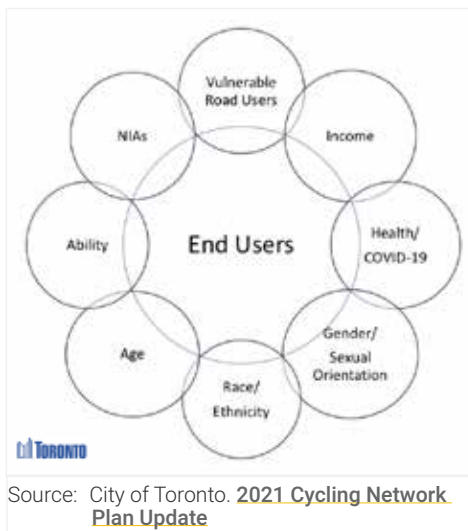 Vulnerable
Road Users
NIAs
Income
Ability
End Users
Health/
COVID-19
Age
Gender/
Sexual
Orientation
Race/
Ethnicity
TORONTO
Source: City of Toronto. 2021 Cycling Network
Plan Update